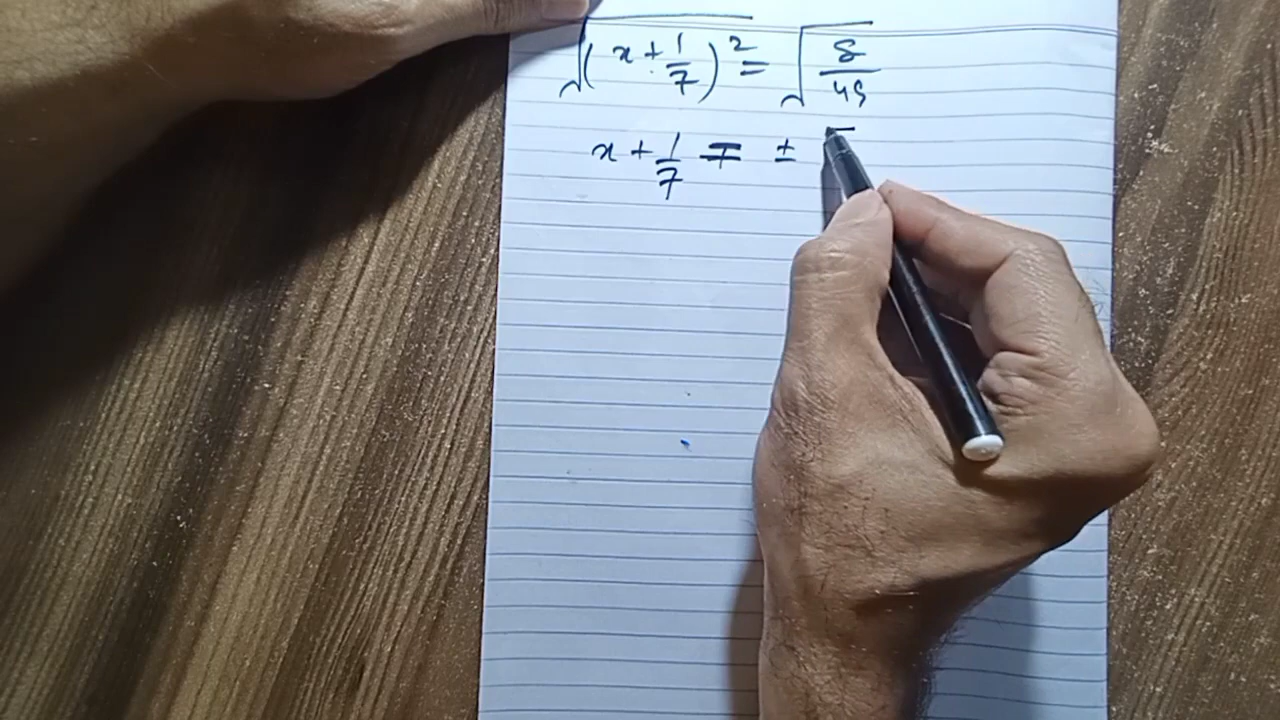 √(x + 1/7)² = √8/49
x + 1/7 = ±